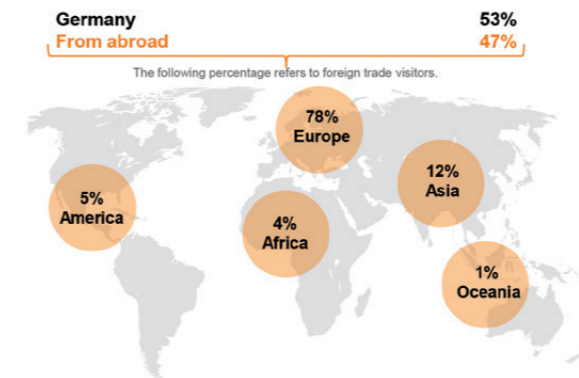 Germany 53%
From abroad 47%
The following percentage refers to foreign trade visitors.
78%
Europe
12%
Asia
5%
America
4%
Africa
1%
Oceania